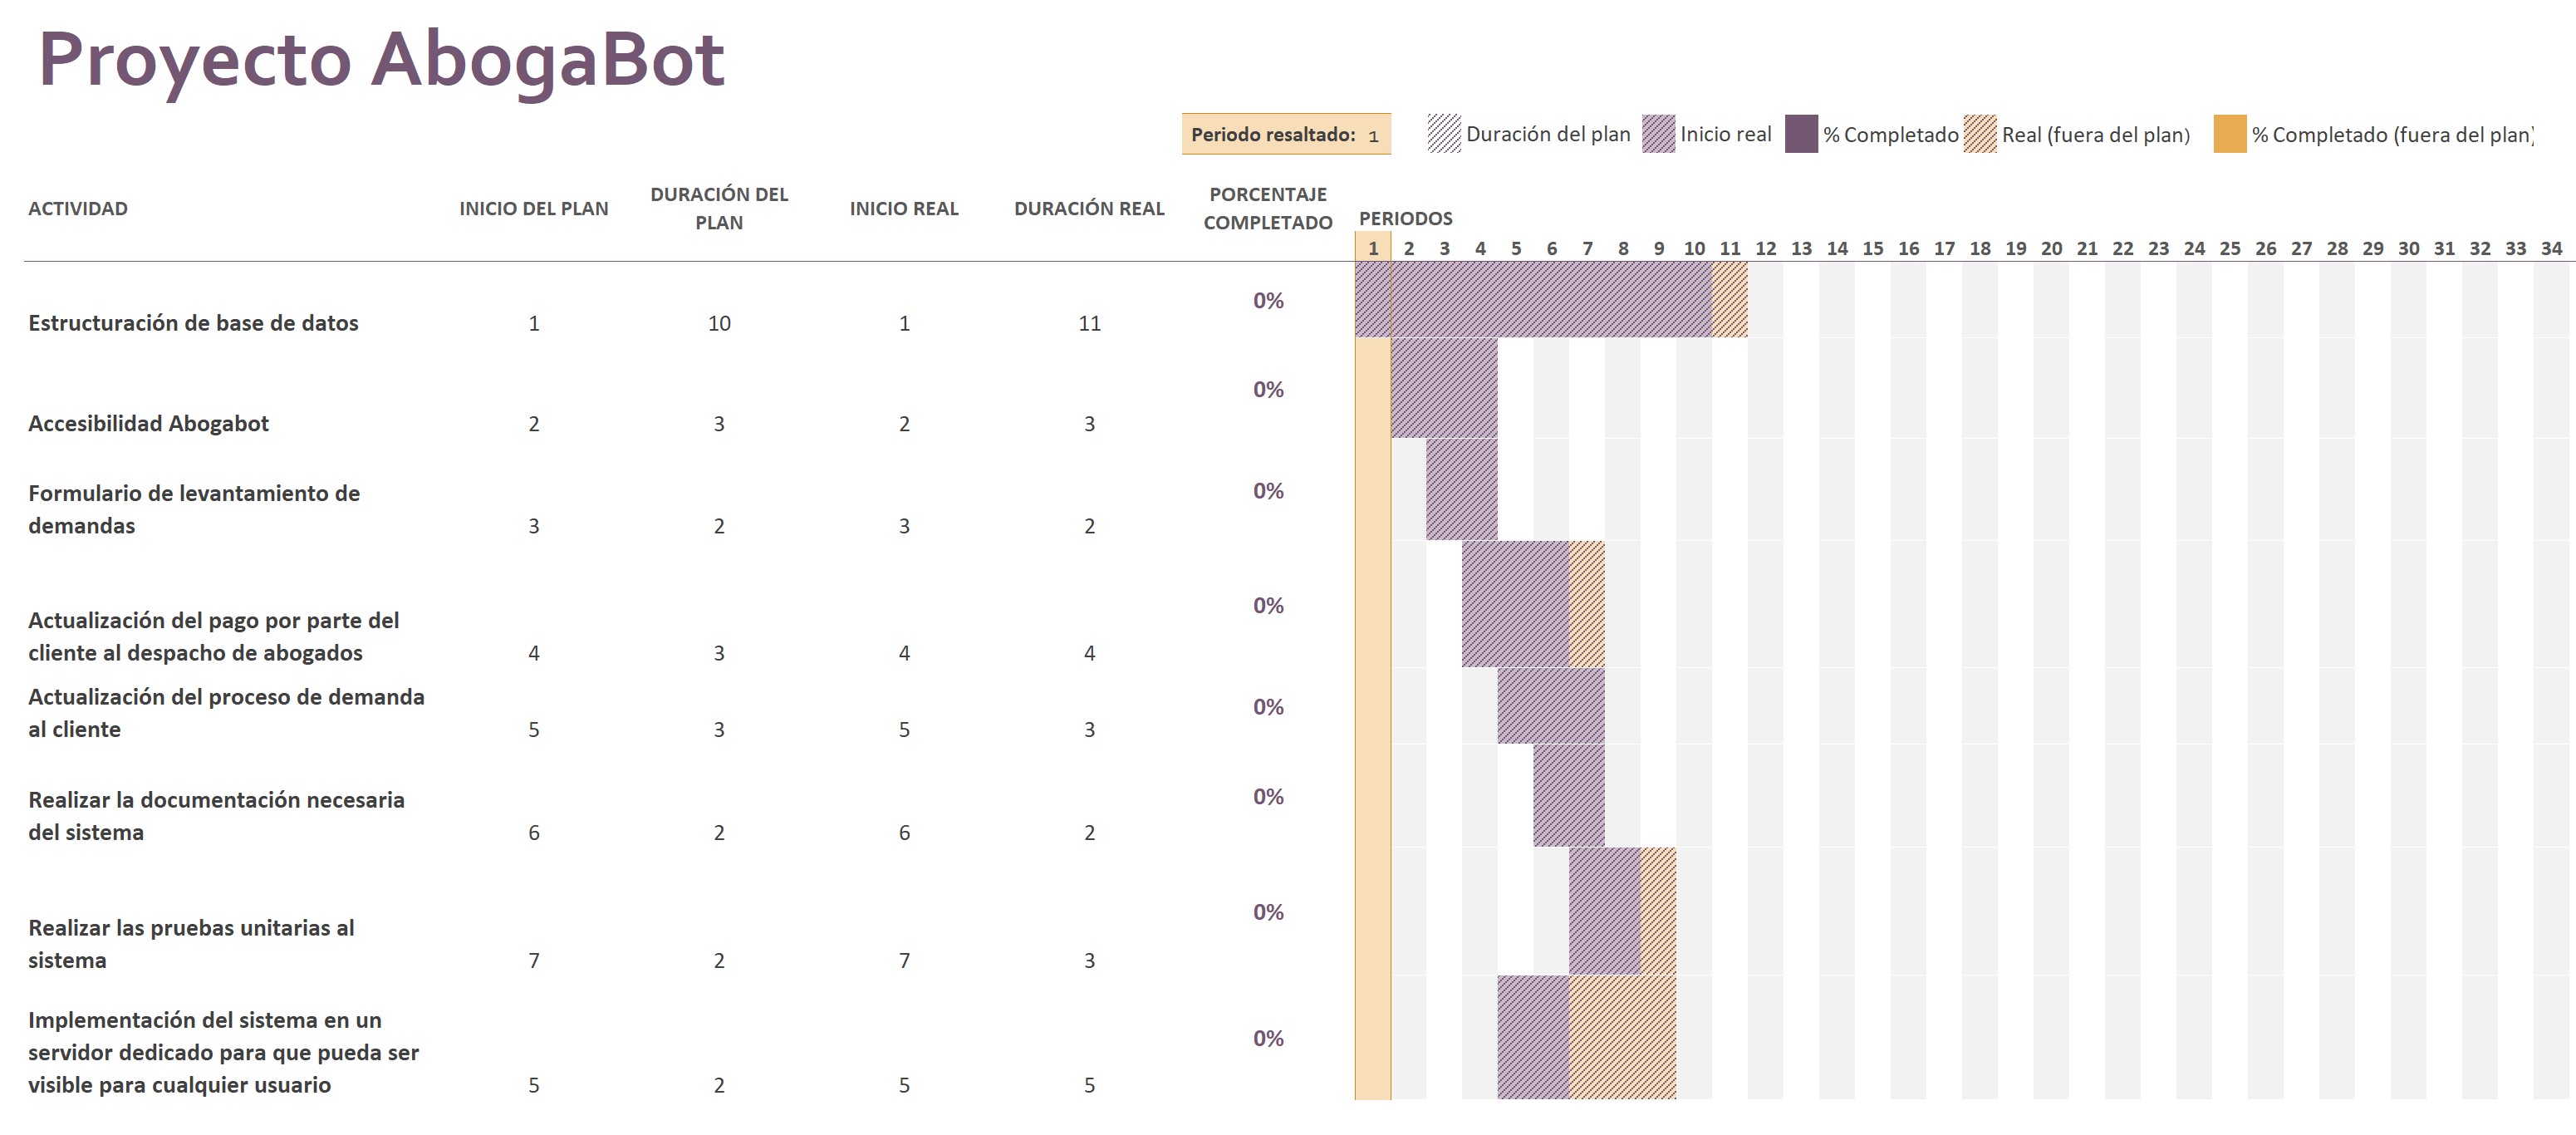 Proyecto AbogaBot
Periodo resaltado: 1
Duración del plan
Inicio real
% Completado
Real (fuera del plan)
% Completado (fuera del plan)
ACTIVIDAD
INICIO DEL PLAN
DURACIÓN DEL
PLAN
INICIO REAL
DURACIÓN REAL
PORCENTAJE
COMPLETADO
PERIODOS
1 2 3 4 5 6 7 8 9 10 11 12 13 14 15 16 17 18 19 20 21 22 23 24 25 26 27 28 29 30 31 32 33 34
Estructuración de base de datos 1 10 1 11 0%
Accesibilidad Abogabot 2 3 2 3 0%
Formulario de levantamiento de
demandas 3 2 3 2 0%
Actualización del pago por parte del
cliente al despacho de abogados 4 3 4 4 0%
Actualización del proceso de demanda
al cliente 5 3 5 3 0%
Realizar la documentación necesaria
del sistema 6 2 6 2 0%
Realizar las pruebas unitarias al
sistema 7 2 7 3 0%
Implementación del sistema en un
servidor dedicado para que pueda ser
visible para cualquier usuario 5 2 5 5 0%